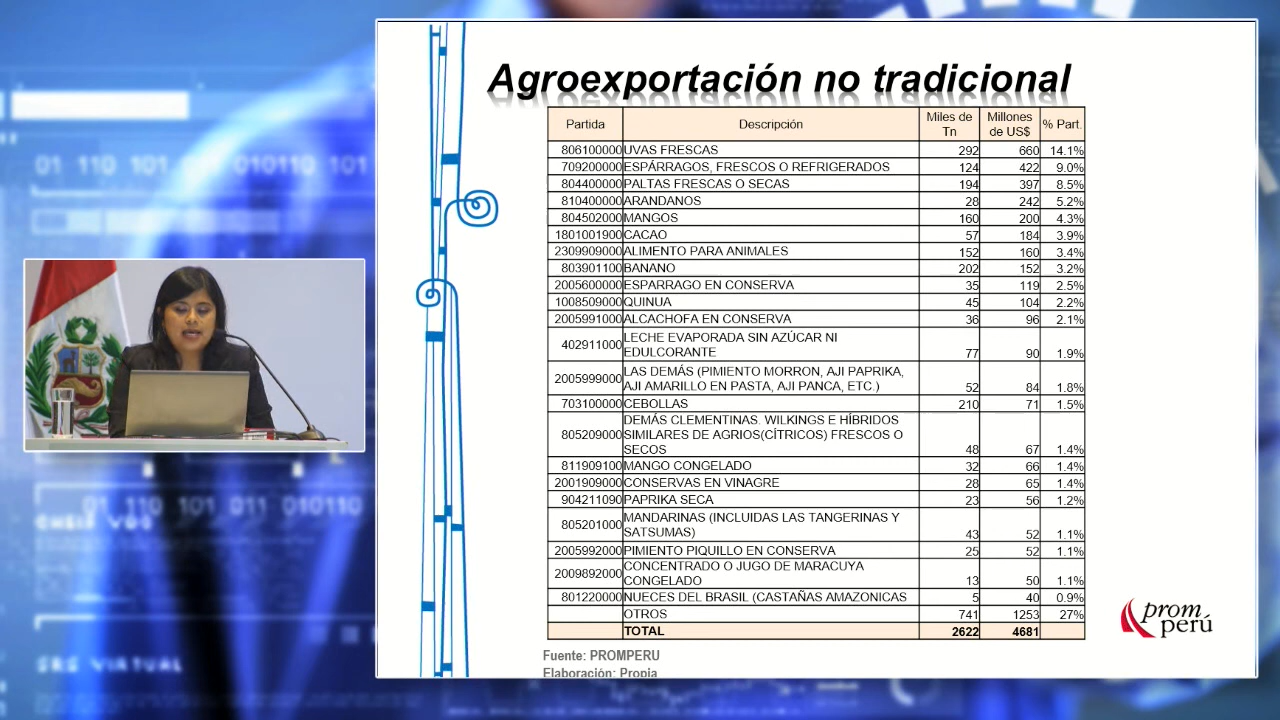 Agroexportación no tradicional
Partida Descripción Miles de Tn Millones de US$ % Part.
806100000 UVAS FRESCAS 292 660 14.1%
709200000 ESPÁRRAGOS, FRESCOS O REFRIGERADOS 124 422 9.0%
804400000 PALTAS FRESCAS O SECAS 194 397 8.5%
810400000 ARANDANOS 28 242 5.2%
804502000 MANGOS 160 200 4.3%
1801001900 CACAO 57 184 3.9%
2309909000 ALIMENTO PARA ANIMALES 152 160 3.4%
803901100 BANANO 202 152 3.2%
2005600000 ESPARRAGO EN CONSERVA 35 119 2.5%
1008509000 QUINUA 45 104 2.2%
2005991000 ALCACHOFA EN CONSERVA 36 96 2.1%
402911000 LECHE EVAPORADA SIN AZÚCAR NI
EDULCORANTE 77 90 1.9%
2005999000 LAS DEMÁS (PIMIENTO MORRON, AJI PAPRIKA,
AJI AMARILLO EN PASTA, AJI PANCA, ETC.) 52 84 1.8%
703100000 CEBOLLAS 210 71 1.5%
DEMÁS CLEMENTINAS. WILKINGS E HÍBRIDOS
805209000 SIMILARES DE AGRIOS(CÍTRICOS) FRESCOS O
SECOS 48 67 1.4%
811909100 MANGO CONGELADO 32 66 1.4%
2001909000 CONSERVAS EN VINAGRE 28 65 1.4%
904211090 PAPRIKA SECA 23 56 1.2%
805201000 MANDARINAS (INCLUIDAS LAS TANGERINAS Y
SATSUMAS) 43 52 1.1%
2005992000 PIMIENTO PIQUILLO EN CONSERVA 25 52 1.1%
2009892000 CONCENTRADO O JUGO DE MARACUYA
CONGELADO 13 50 1.1%
801220000 NUECES DEL BRASIL (CASTAÑAS AMAZONICAS 5 40 0.9%
OTROS 741 1253 27%
TOTAL 2622 4681
Fuente: PROMPERU
Elaboración: Propia
prom
perú
01 110 101 010110 101
01 110 101 011 010110